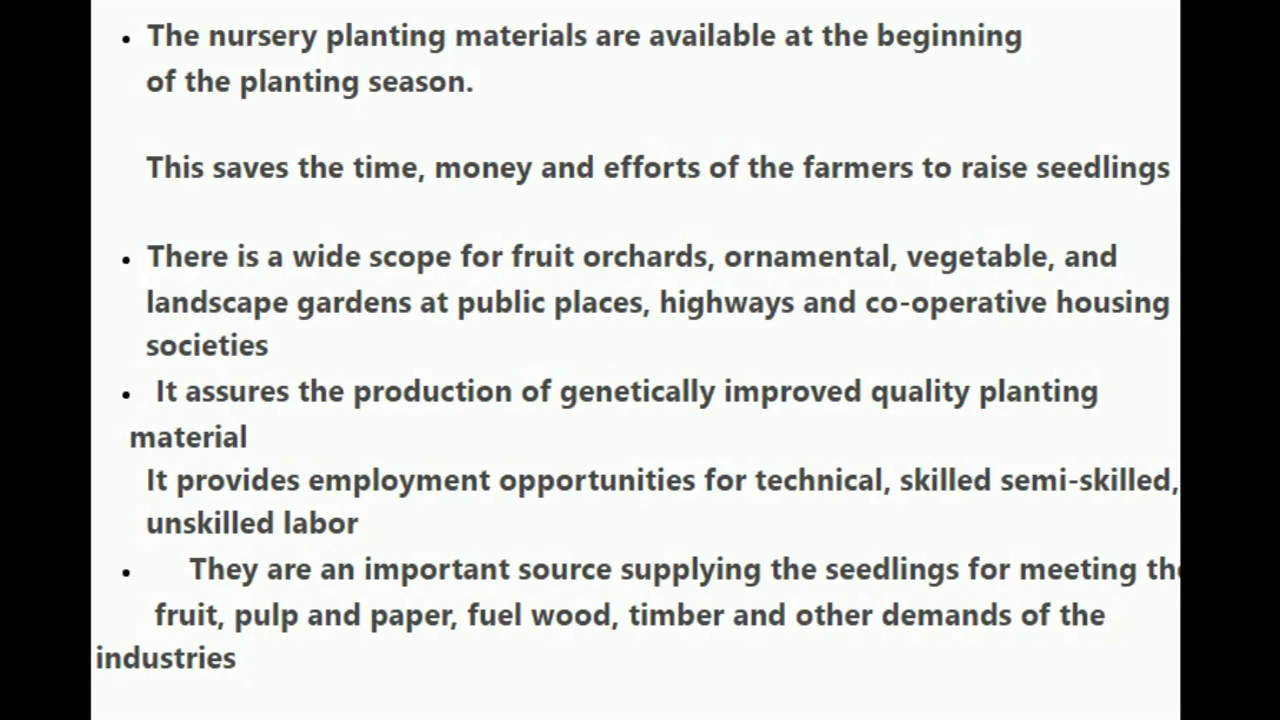 • The nursery planting materials are available at the beginning
of the planting season.
This saves the time, money and efforts of the farmers to raise seedlings
• There is a wide scope for fruit orchards, ornamental, vegetable, and
landscape gardens at public places, highways and co-operative housing
societies
• It assures the production of genetically improved quality planting
material
It provides employment opportunities for technical, skilled semi-skilled,
unskilled labor
• They are an important source supplying the seedlings for meeting the
fruit, pulp and paper, fuel wood, timber and other demands of the
industries